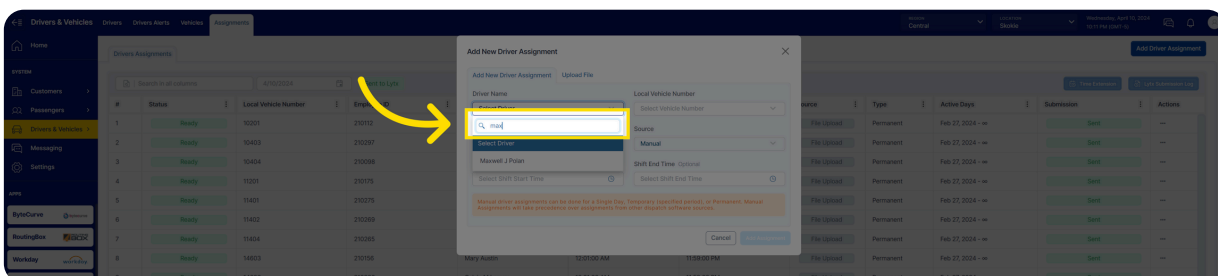 Drivers & Vehicles Drivers Drivers Alerts Vehicles Assignments Central Skokie Wednesday, April 10, 2024
Home
Drivers Assignments
Add New Driver Assignment
Add Driver Assignment
SYSTEM
Add New Driver Assignment Upload File
Customers
Search in all columns 4/10/2024
Driver Name Local Vehicle Number
Passengers
# Status Local Vehicle Number Select Driver Select Vehicle Number Type Active Days Submission Actions
Drivers & Vehicles
1 Ready 10201 210112 max Source File Upload Permanent Feb 27, 2024 - ∞ Sent
Messaging
2 Ready 10403 210297 Select Driver Manual File Upload Permanent Feb 27, 2024 - ∞ Sent
Settings
3 Ready 10404 210098 Maxwell J Polan Shift End Time Optional File Upload Permanent Feb 27, 2024 - ∞ Sent
4 Ready 11201 210175 Select Shift Start Time Select Shift End Time File Upload Permanent Feb 27, 2024 - ∞ Sent
APPS
5 Ready 11401 210275 File Upload Permanent Feb 27, 2024 - ∞ Sent
Manual driver assignments can be done for a Single Day, Temporary (specified period), or Permanent. Manual
Assignments will take precedence over assignments from other dispatch software sources.
ByteCurve
6 Ready 11402 210289 File Upload Permanent Feb 27, 2024 - ∞ Sent
RoutingBox
7 Ready 11404 210265 Cancel File Upload Permanent Feb 27, 2024 - ∞ Sent
Workday
8 Ready 14603 210158 Mary Austin 12:01:00 AM 11:59:00 PM File Upload Permanent Feb 27, 2024 - ∞ Sent